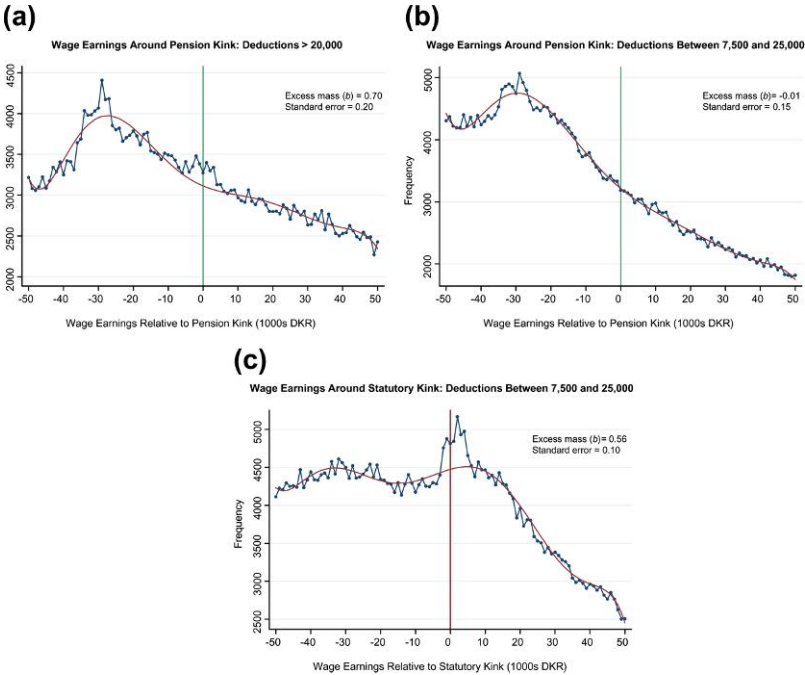 (a)
Wage Earnings Around Pension Kink: Deductions > 20,000
4500
4000
3500
3000
2500
2000
Excess mass (b) = 0.70
Standard error = 0.20
-50 -40 -30 -20 -10 0 10 20 30 40 50
Wage Earnings Relative to Pension Kink (1000s DKR)
(b)
Wage Earnings Around Pension Kink: Deductions Between 7,500 and 25,000
Frequency
5000
4000
3000
2000
Excess mass (b)= -0.01
Standard error = 0.15
-50 -40 -30 -20 -10 0 10 20 30 40 50
Wage Earnings Relative to Pension Kink (1000s DKR)
(c)
Wage Earnings Around Statutory Kink: Deductions Between 7,500 and 25,000
Frequency
5000
4500
4000
3500
3000
2500
Excess mass (b)= 0.56
Standard error = 0.10
-50 -40 -30 -20 -10 0 10 20 30 40 50
Wage Earnings Relative to Statutory Kink (1000s DKR)